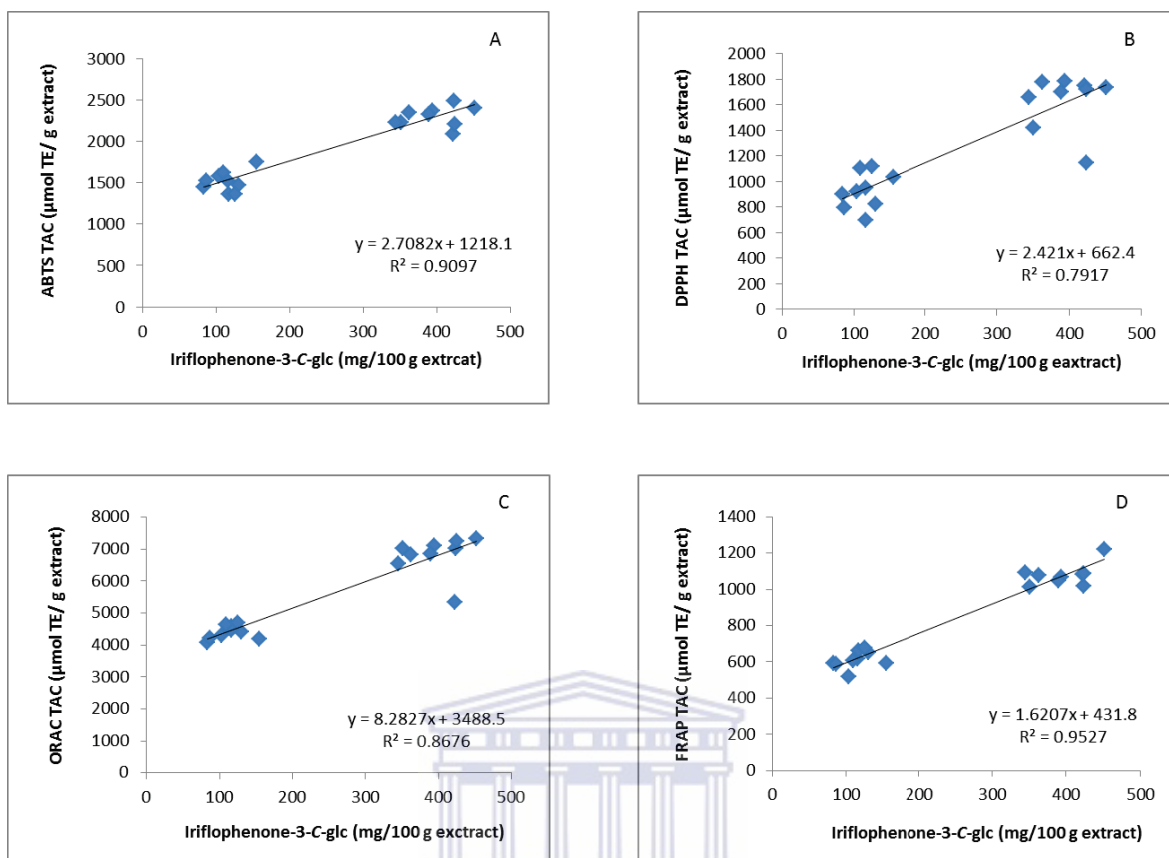 A
ABTS TAC (µmol TE/ g extract)
3000
2500
2000
1500
1000
500
0
0 100 200 300 400 500
y = 2.7082x + 1218.1
R² = 0.9097
Iriflophenone-3-C-glc (mg/100 g extrcat)
B
DPPH TAC (µmol TE/ g extract)
2000
1800
1600
1400
1200
1000
800
600
400
200
0
0 100 200 300 400 500
y = 2.421x + 662.4
R² = 0.7917
Iriflophenone-3-C-glc (mg/100 g eaxtract)
C
ORAC TAC (µmol TE/ g extract)
8000
7000
6000
5000
4000
3000
2000
1000
0
0 100 200 300 400 500
y = 8.2827x + 3488.5
R² = 0.8676
Iriflophenone-3-C-glc (mg/100 g exctract)
D
FRAP TAC (µmol TE/ g extract)
1400
1200
1000
800
600
400
200
0
0 100 200 300 400 500
y = 1.6207x + 431.8
R² = 0.9527
Iriflophenone-3-C-glc (mg/100 g extract)